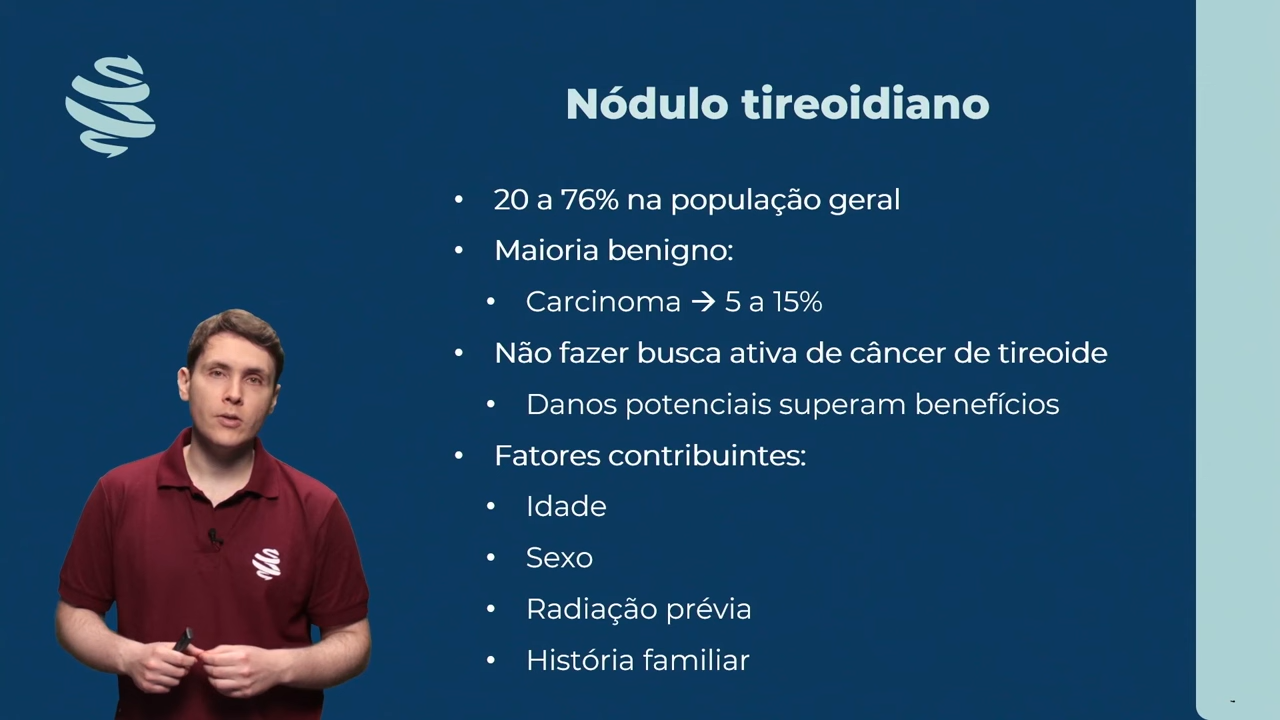 Nódulo tireoidiano
• 20 a 76% na população geral
• Maioria benigno:
• Carcinoma → 5 a 15%
• Não fazer busca ativa de câncer de tireoide
• Danos potenciais superam benefícios
• Fatores contribuintes:
• Idade
• Sexo
• Radiação prévia
• História familiar